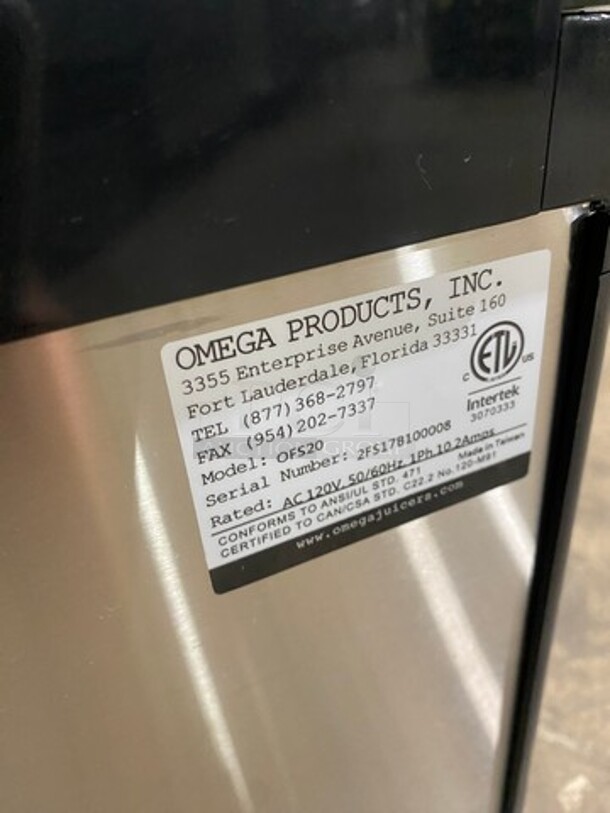 OMEGA PRODUCTS, INC.
3355 Enterprise Avenue, Suite 160
Fort Lauderdale, Florida 33331
TEL (877) 368-2797
FAX (954) 202-7337
Model: OFS20
Serial Number: 2FS17B100008
Rated: AC 120V, 50/60Hz, 1Ph, 10.2Amps
Made in Taiwan
CONFORMS TO ANSI/UL STD. 471
CERTIFIED TO CAN/CSA STD. C22.2 No.120-M91
www.omegajuicers.com
C ETL US
Intertek
3070333
AUCTION GROUP